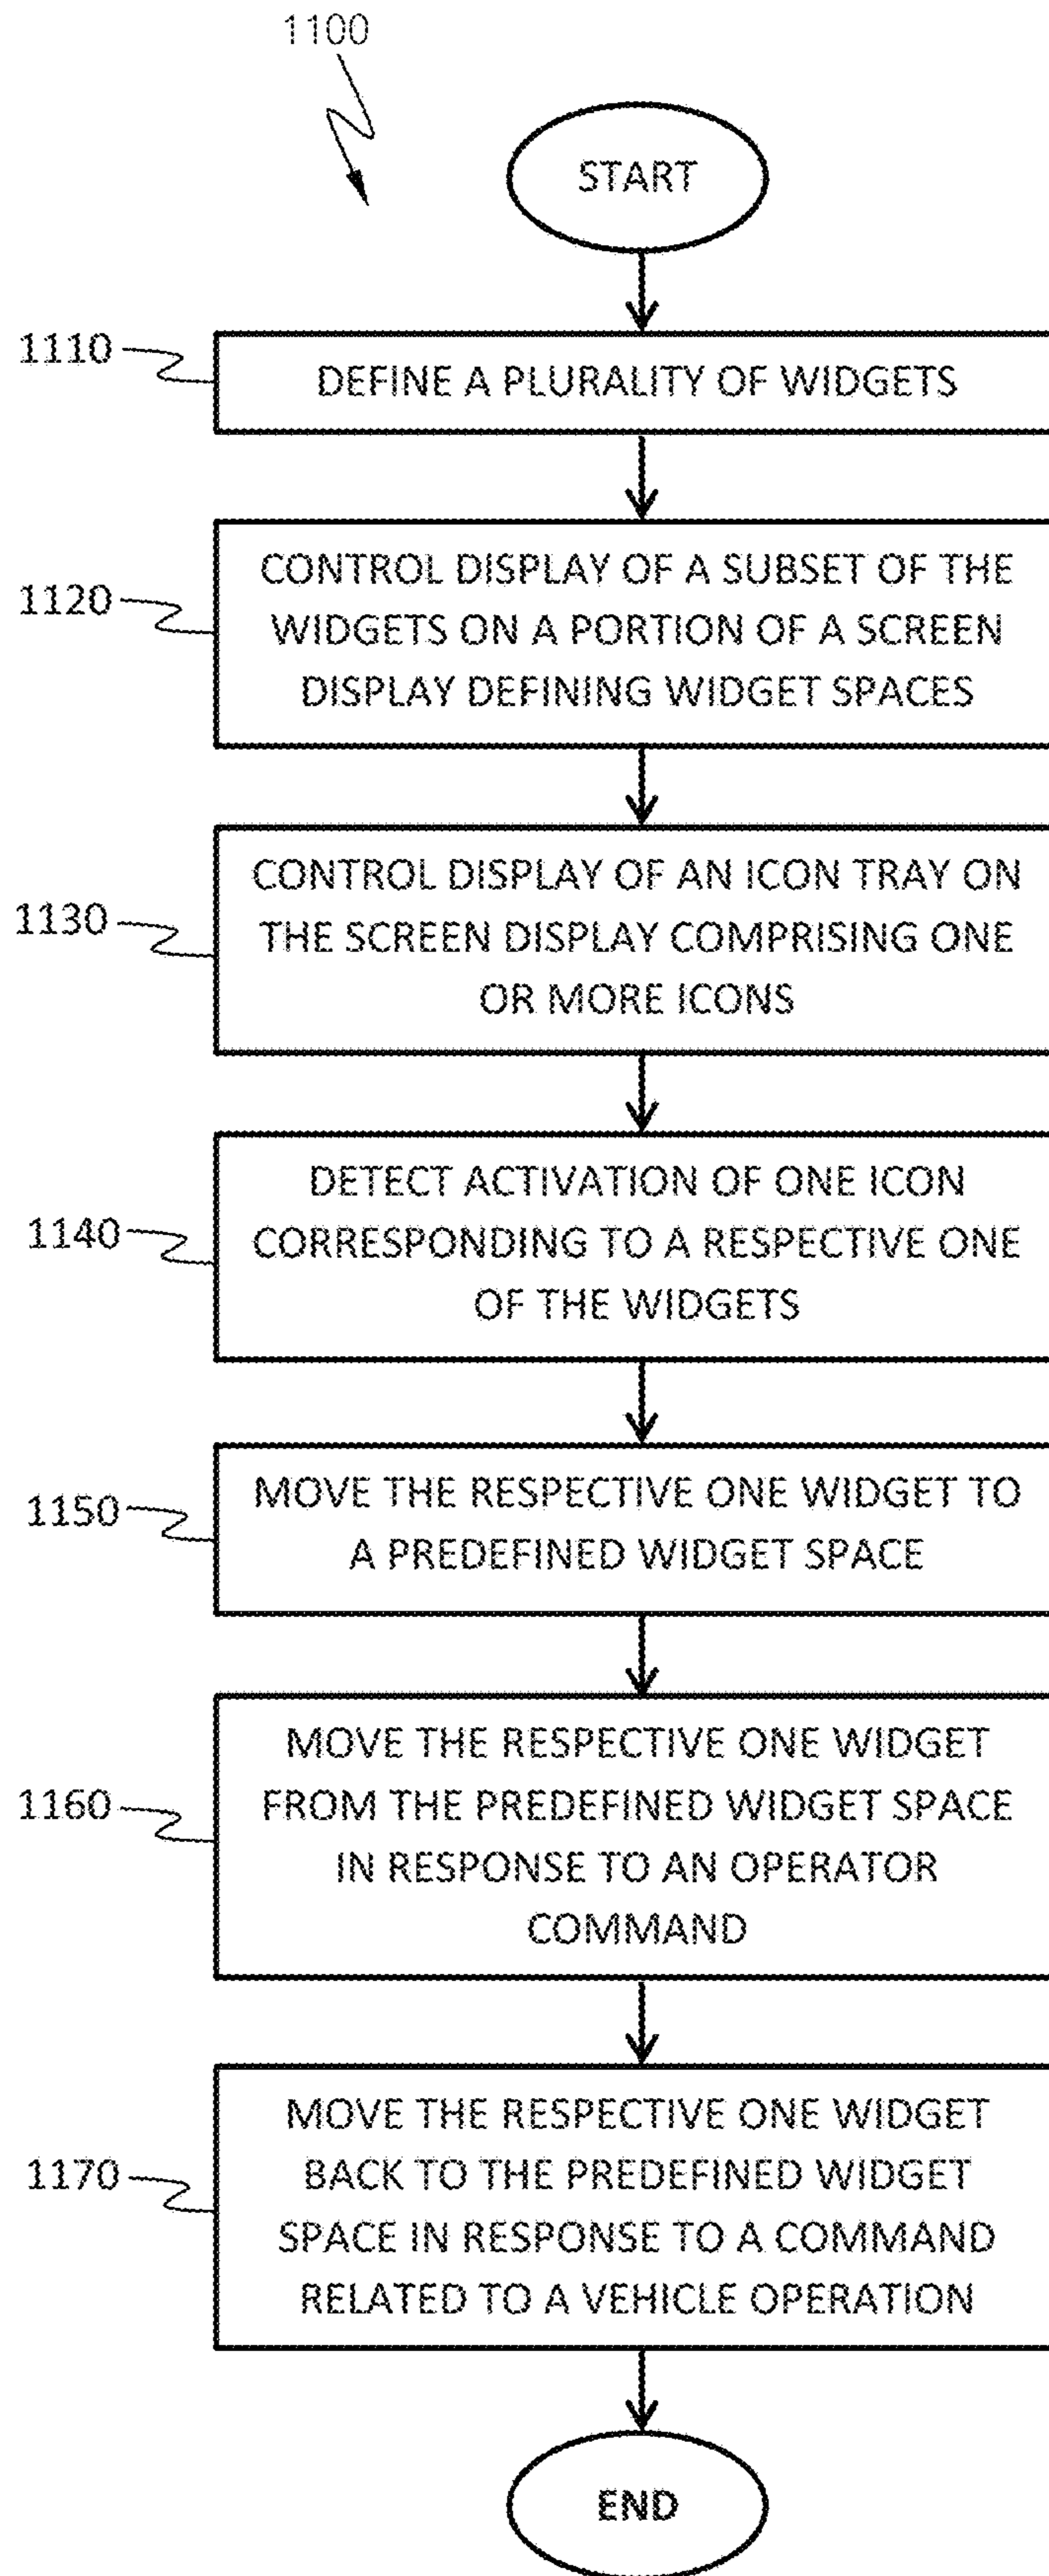 1100
START
1110
DEFINE A PLURALITY OF WIDGETS
1120
CONTROL DISPLAY OF A SUBSET OF THE
WIDGETS ON A PORTION OF A SCREEN
DISPLAY DEFINING WIDGET SPACES
1130
CONTROL DISPLAY OF AN ICON TRAY ON
THE SCREEN DISPLAY COMPRISING ONE
OR MORE ICONS
1140
DETECT ACTIVATION OF ONE ICON
CORRESPONDING TO A RESPECTIVE ONE
OF THE WIDGETS
1150
MOVE THE RESPECTIVE ONE WIDGET TO
A PREDEFINED WIDGET SPACE
1160
MOVE THE RESPECTIVE ONE WIDGET
FROM THE PREDEFINED WIDGET SPACE
IN RESPONSE TO AN OPERATOR
COMMAND
1170
MOVE THE RESPECTIVE ONE WIDGET
BACK TO THE PREDEFINED WIDGET
SPACE IN RESPONSE TO A COMMAND
RELATED TO A VEHICLE OPERATION
END